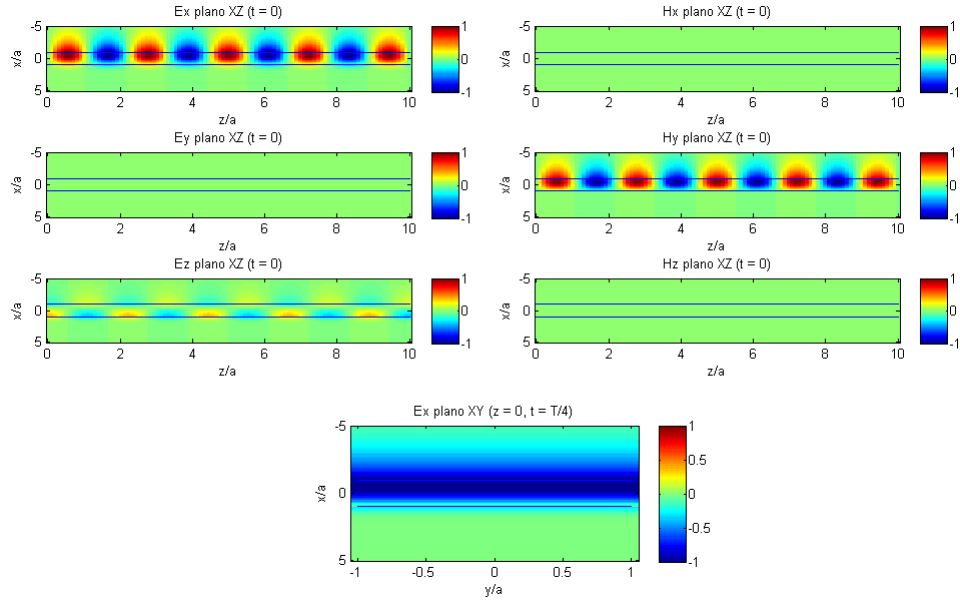 Ex plano XZ (t = 0)
-5
0
5
x/a
0 2 4 6 8 10
z/a
1
0
-1
Hx plano XZ (t = 0)
-5
0
5
x/a
0 2 4 6 8 10
z/a
1
0
-1
Ey plano XZ (t = 0)
-5
0
5
x/a
0 2 4 6 8 10
z/a
1
0
-1
Hy plano XZ (t = 0)
-5
0
5
x/a
0 2 4 6 8 10
z/a
1
0
-1
Ez plano XZ (t = 0)
-5
0
5
x/a
0 2 4 6 8 10
z/a
1
0
-1
Hz plano XZ (t = 0)
-5
0
5
x/a
0 2 4 6 8 10
z/a
1
0
-1
Ex plano XY (z = 0, t = T/4)
-5
0
5
x/a
-1 -0.5 0 0.5 1
y/a
1
0.5
0
-0.5
-1